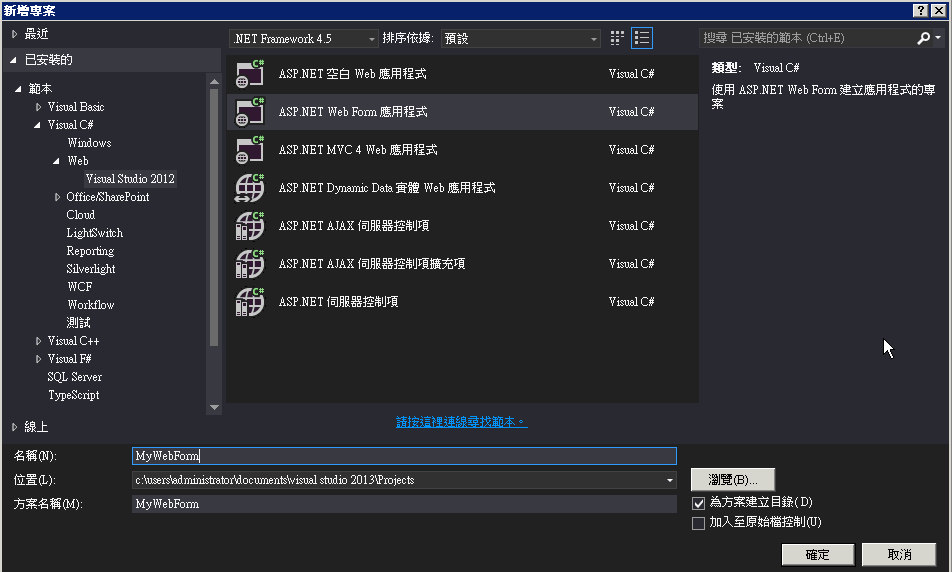 新增專案
最近
.NET Framework 4.5 排序依據: 預設
搜尋 已安裝的範本 (Ctrl+E)
已安裝的
範本
Visual Basic
Visual C#
Windows
Web
Visual Studio 2012
Office/SharePoint
Cloud
LightSwitch
Reporting
Silverlight
WCF
Workflow
測試
Visual C++
Visual F#
SQL Server
TypeScript
線上
ASP.NET 空白 Web 應用程式 Visual C#
ASP.NET Web Form 應用程式 Visual C#
ASP.NET MVC 4 Web 應用程式 Visual C#
ASP.NET Dynamic Data 實體 Web 應用程式 Visual C#
ASP.NET AJAX 伺服器控制項 Visual C#
ASP.NET AJAX 伺服器控制項擴充項 Visual C#
ASP.NET 伺服器控制項 Visual C#
請按這裡連線尋找範本。
類型: Visual C#
使用 ASP.NET Web Form 建立應用程式的專
案
名稱(N): MyWebForm
位置(L): c:\users\administrator\documents\visual studio 2013\Projects
瀏覽(B)...
方案名稱(M): MyWebForm
為方案建立目錄(D)
加入至原始檔控制(U)
確定 取消